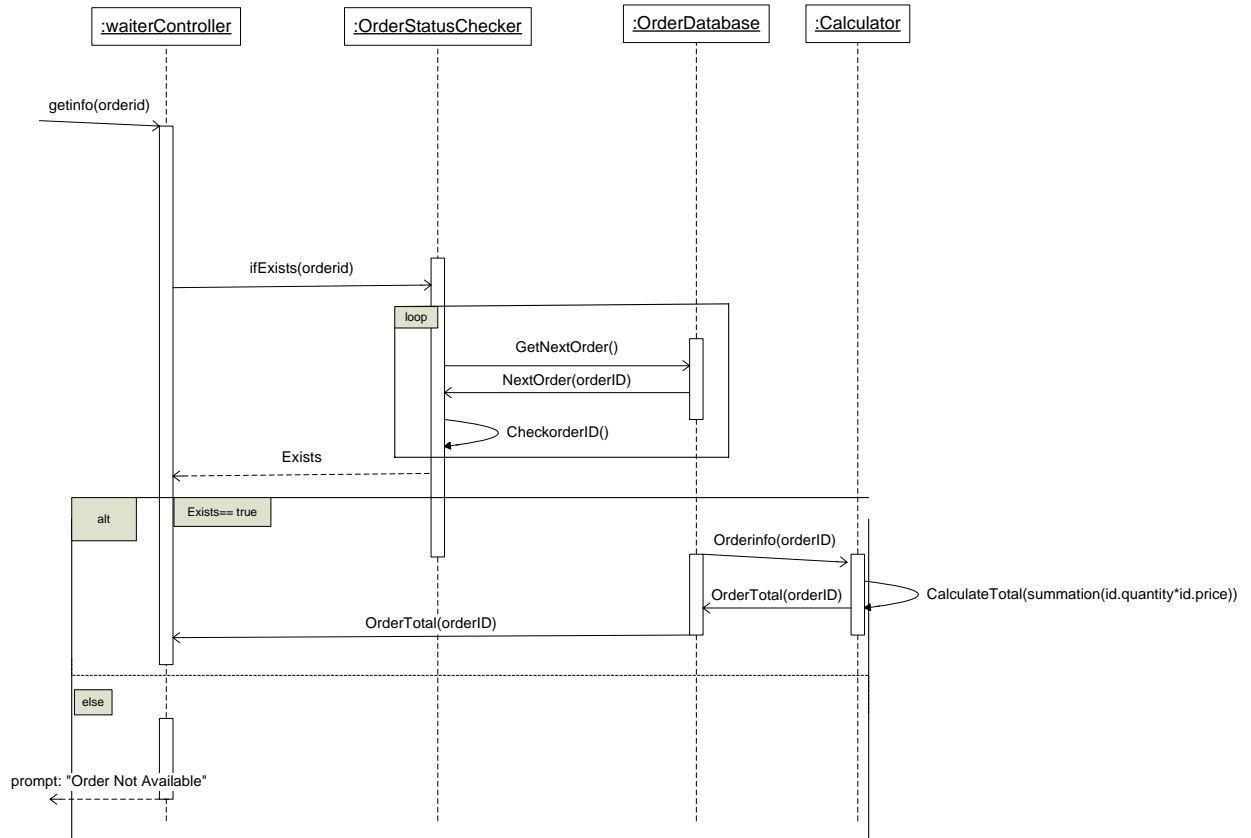 :waiterController
:OrderStatusChecker
:OrderDatabase
:Calculator
getinfo(orderid)
ifExists(orderid)
loop
GetNextOrder()
NextOrder(orderID)
CheckorderID()
Exists
alt
Exists== true
Orderinfo(orderID)
CalculateTotal(summation(id.quantity*id.price))
OrderTotal(orderID)
OrderTotal(orderID)
else
prompt: "Order Not Available"